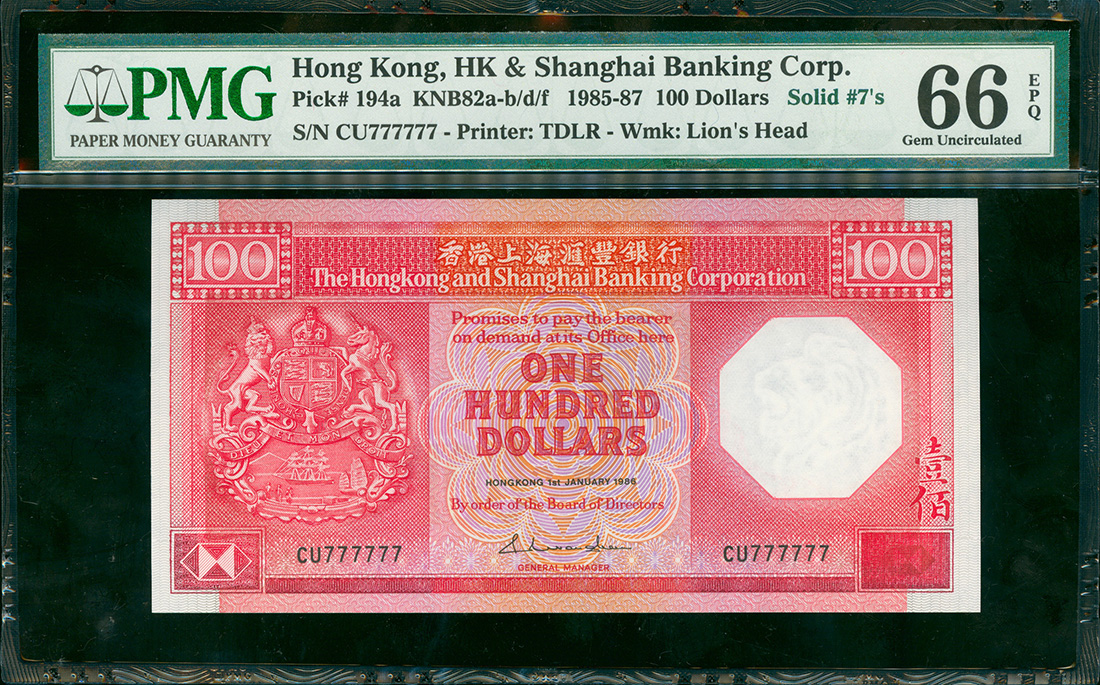 PMG
PAPER MONEY GUARANTY
Hong Kong, HK & Shanghai Banking Corp.
Pick# 194a KNB82a-b/d/f 1985-87 100 Dollars Solid #7's
S/N CU777777 - Printer: TDLR - Wmk: Lion's Head
66
EPQ
Gem Uncirculated
100
香港上海滙豐銀行
The Hongkong and Shanghai Banking Corporation
100
Promises to pay the bearer
on demand at its Office here
ONE
HUNDRED
DOLLARS
HONGKONG 1st JANUARY 1986
By order of the Board of Directors
GENERAL MANAGER
DIEU ET MON DROIT
壹佰
CU777777
CU777777